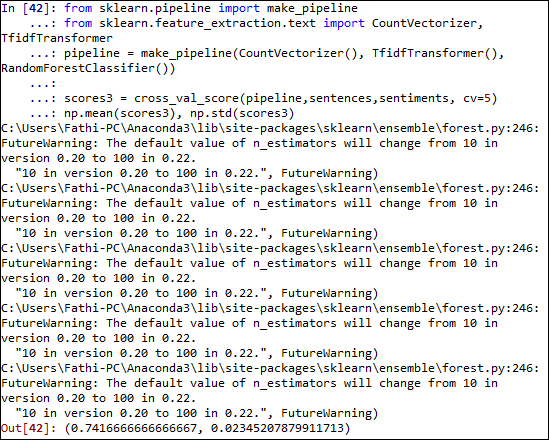 In [42]: from sklearn.pipeline import make_pipeline
    ...: from sklearn.feature_extraction.text import CountVectorizer,
TfidfTransformer
    ...: pipeline = make_pipeline(CountVectorizer(), TfidfTransformer(),
RandomForestClassifier())
    ...:
    ...: scores3 = cross_val_score(pipeline,sentences,sentiments, cv=5)
    ...: np.mean(scores3), np.std(scores3)
C:\Users\Fathi-PC\Anaconda3\lib\site-packages\sklearn\ensemble\forest.py:246:
FutureWarning: The default value of n_estimators will change from 10 in
version 0.20 to 100 in 0.22.
  "10 in version 0.20 to 100 in 0.22.", FutureWarning)
C:\Users\Fathi-PC\Anaconda3\lib\site-packages\sklearn\ensemble\forest.py:246:
FutureWarning: The default value of n_estimators will change from 10 in
version 0.20 to 100 in 0.22.
  "10 in version 0.20 to 100 in 0.22.", FutureWarning)
C:\Users\Fathi-PC\Anaconda3\lib\site-packages\sklearn\ensemble\forest.py:246:
FutureWarning: The default value of n_estimators will change from 10 in
version 0.20 to 100 in 0.22.
  "10 in version 0.20 to 100 in 0.22.", FutureWarning)
C:\Users\Fathi-PC\Anaconda3\lib\site-packages\sklearn\ensemble\forest.py:246:
FutureWarning: The default value of n_estimators will change from 10 in
version 0.20 to 100 in 0.22.
  "10 in version 0.20 to 100 in 0.22.", FutureWarning)
C:\Users\Fathi-PC\Anaconda3\lib\site-packages\sklearn\ensemble\forest.py:246:
FutureWarning: The default value of n_estimators will change from 10 in
version 0.20 to 100 in 0.22.
  "10 in version 0.20 to 100 in 0.22.", FutureWarning)
Out[42]: (0.7416666666666667, 0.02345207879911713)